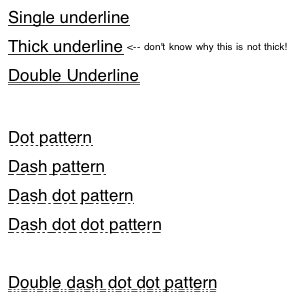 Single underline
Thick underline <-- don't know why this is not thick!
Double Underline
Dot pattern
Dash pattern
Dash dot pattern
Dash dot dot pattern
Double dash dot dot pattern